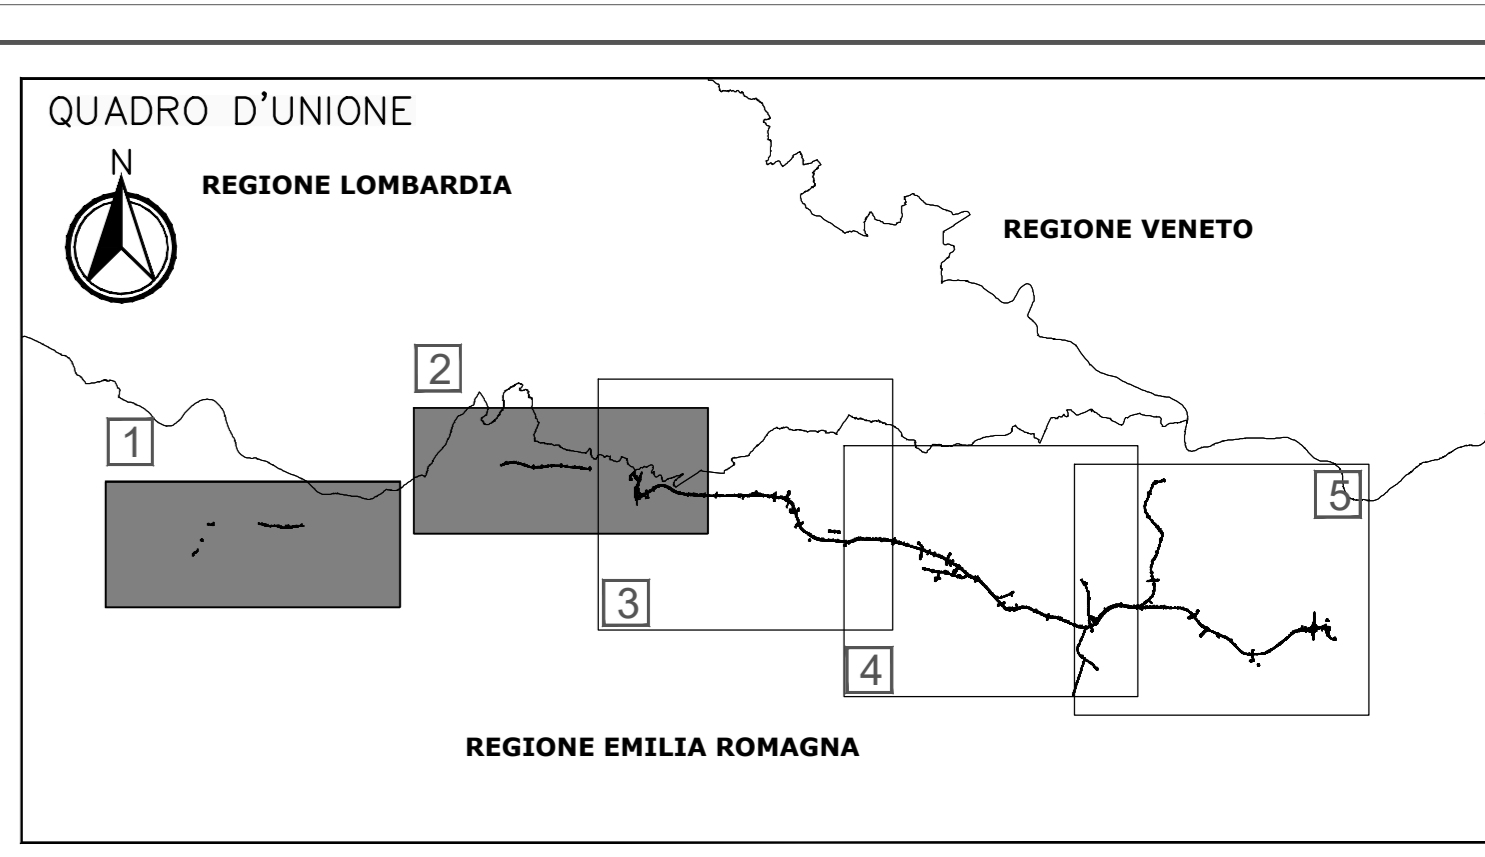 QUADRO D'UNIONE
N
REGIONE LOMBARDIA
REGIONE VENETO
2
1
5
3
4
REGIONE EMILIA ROMAGNA